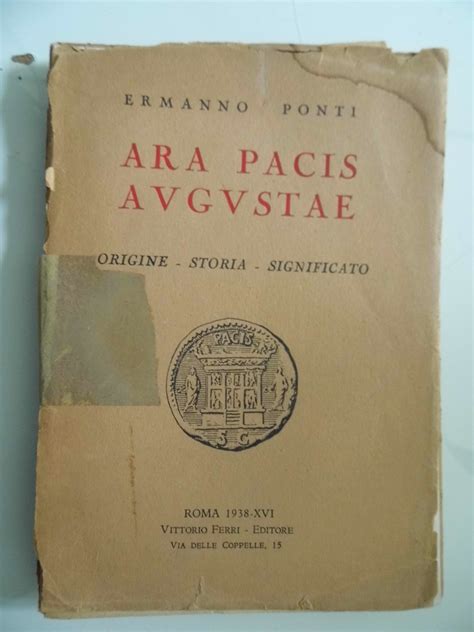 ERMANNO PONTI
ARA PACIS
AVGVSTAE
ORIGINE - STORIA - SIGNIFICATO
PACIS
S C
ROMA 1938-XVI
VITTORIO FERRI - EDITORE
VIA DELLE COPPELLE, 15